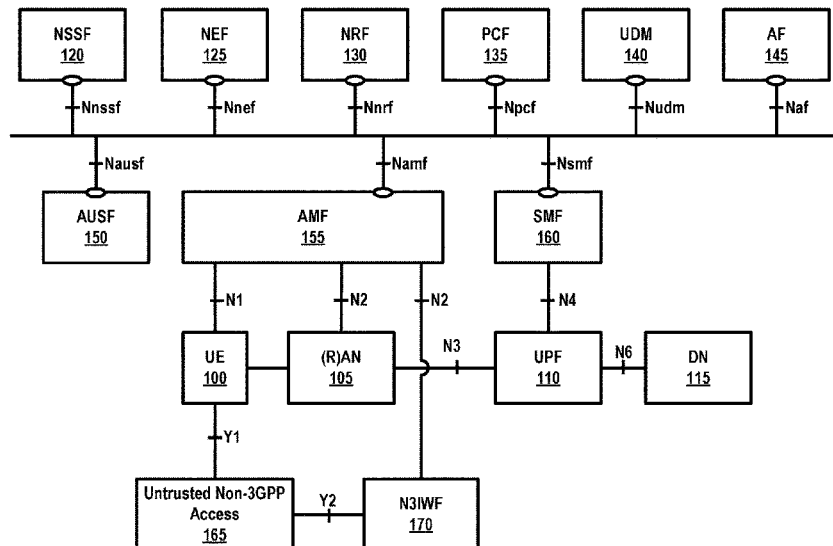 NSSF
120
NEF
125
NRF
130
PCF
135
UDM
140
AF
145
Nnssf
Nnef
Nnrf
Npcf
Nudm
Naf
Nausf
Namf
Nsmf
AUSF
150
AMF
155
SMF
160
N1
N2
N2
N4
UE
100
(R)AN
105
N3
UPF
110
N6
DN
115
Y1
Untrusted Non-3GPP
Access
165
Y2
N3IWF
170